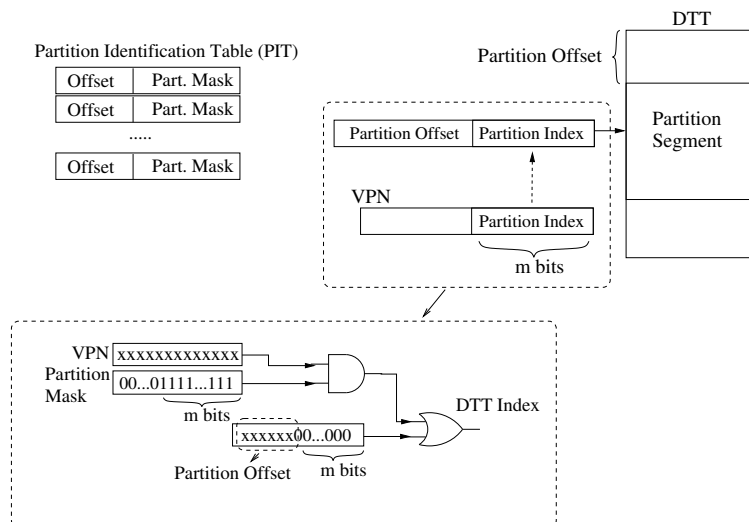 DTT
Partition Offset
Partition Identification Table (PIT)
Offset Part. Mask
Offset Part. Mask
.....
Offset Part. Mask
Partition Offset Partition Index
Partition
Segment
VPN
Partition Index
m bits
VPN xxxxxxxxxxxxx
Partition
Mask
00...01111...111
m bits
DTT Index
xxxxxx00...000
Partition Offset
m bits